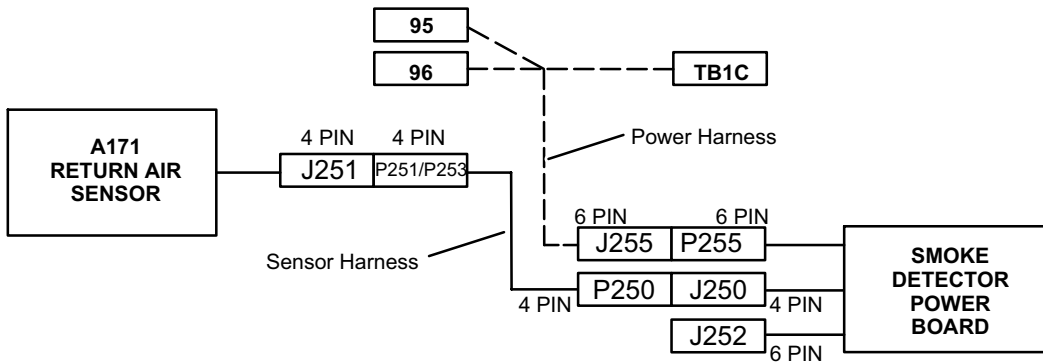 95
96
TB1C
Power Harness
A171
RETURN AIR
SENSOR
4 PIN 4 PIN
J251 P251/P253
Sensor Harness
6 PIN 6 PIN
J255 P255
4 PIN P250 J250 4 PIN
J252
6 PIN
SMOKE
DETECTOR
POWER
BOARD